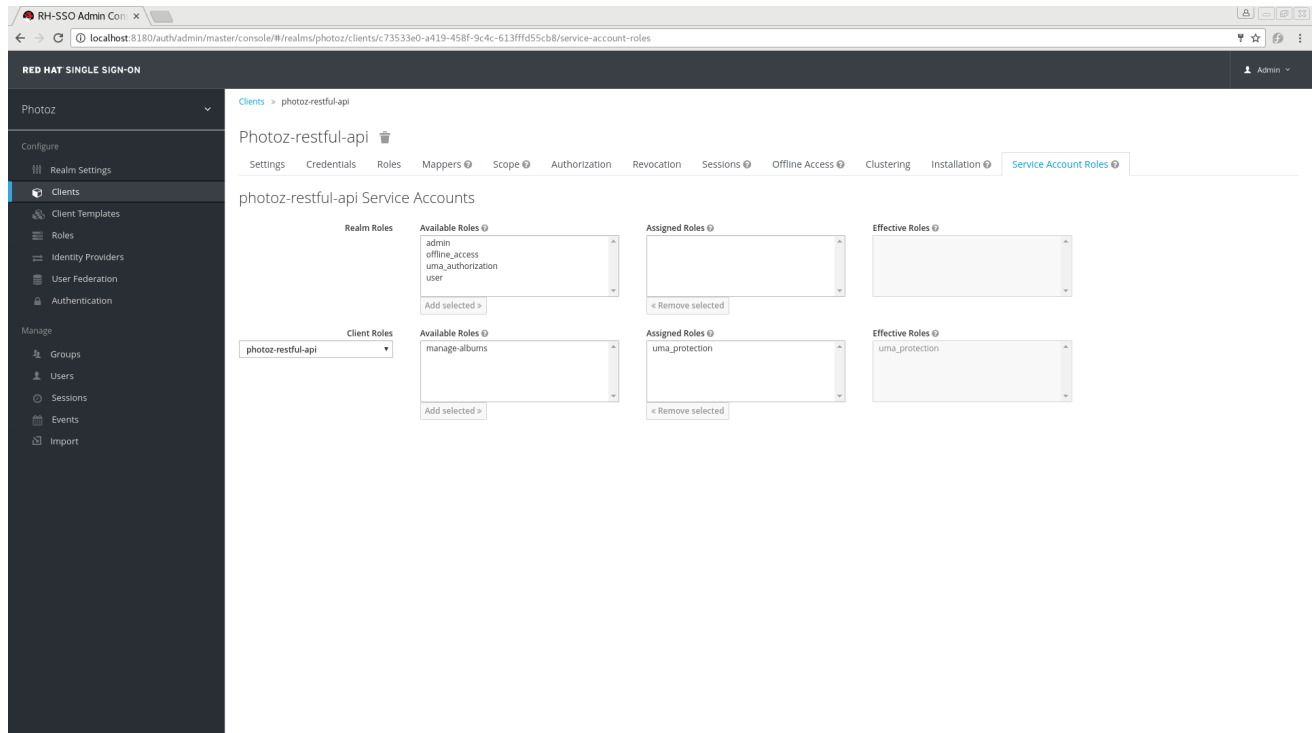 RH-SSO Admin Con
localhost:8180/auth/admin/master/console/#/realms/photoz/clients/c73533e0-a419-458f-9c4c-613fffd55cb8/service-account-roles
RED HAT SINGLE SIGN-ON
Admin
Photoz
Configure
Realm Settings
Clients
Client Templates
Roles
Identity Providers
User Federation
Authentication
Manage
Groups
Users
Sessions
Events
Import
Clients » photoz-restful-api
Photoz-restful-api
Settings Credentials Roles Mappers Scope Authorization Revocation Sessions Offline Access Clustering Installation Service Account Roles
photoz-restful-api Service Accounts
Realm Roles Available Roles Assigned Roles Effective Roles
admin
offline_access
uma_authorization
user
Add selected » « Remove selected
Client Roles Available Roles Assigned Roles Effective Roles
photoz-restful-api manage-albums uma_protection uma_protection
Add selected » « Remove selected